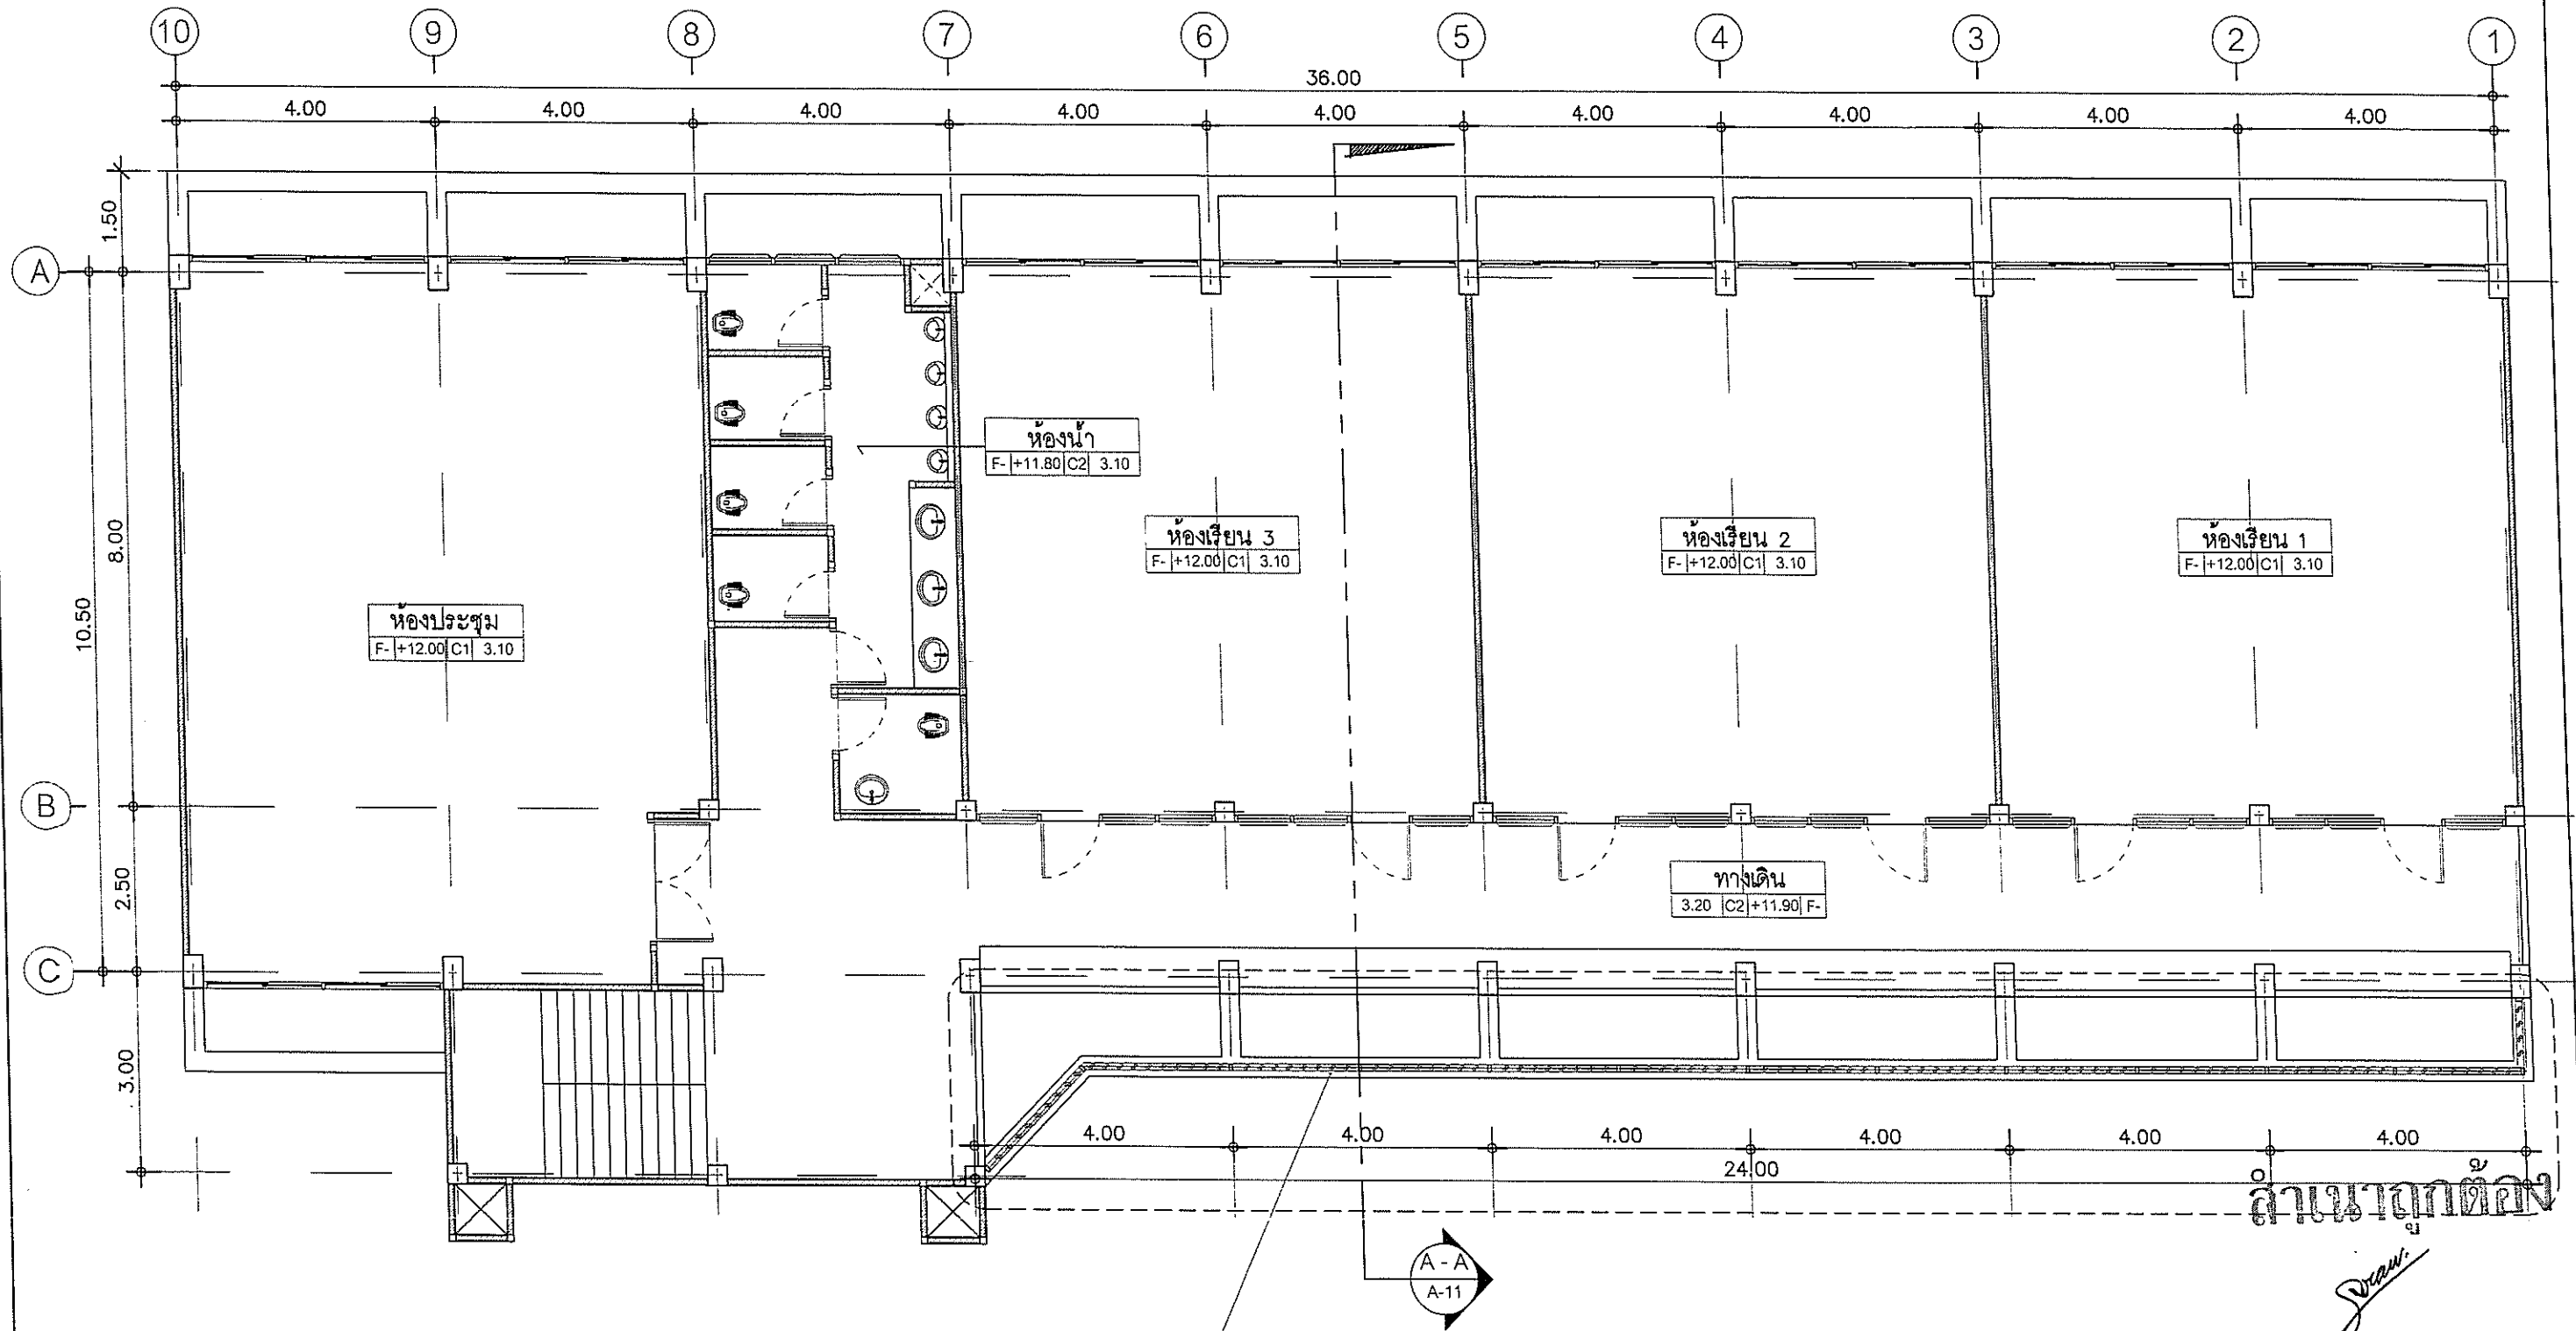 10 9 8 7 6 5 4 3 2 1
36.00
4.00 4.00 4.00 4.00 4.00 4.00 4.00 4.00 4.00
1.50
A
ห้องน้ำ
F- +11.80 C2 3.10
8.00
10.50
ห้องเรียน 3
F- +12.00 C1 3.10
ห้องเรียน 2
F- +12.00 C1 3.10
ห้องเรียน 1
F- +12.00 C1 3.10
ห้องประชุม
F- +12.00 C1 3.10
B
2.50
ทางเดิน
3.20 C2 +11.90 F-
C
3.00
4.00 4.00 4.00 4.00 4.00 4.00
24.00
สำเนาถูกต้อง
A - A
A-11